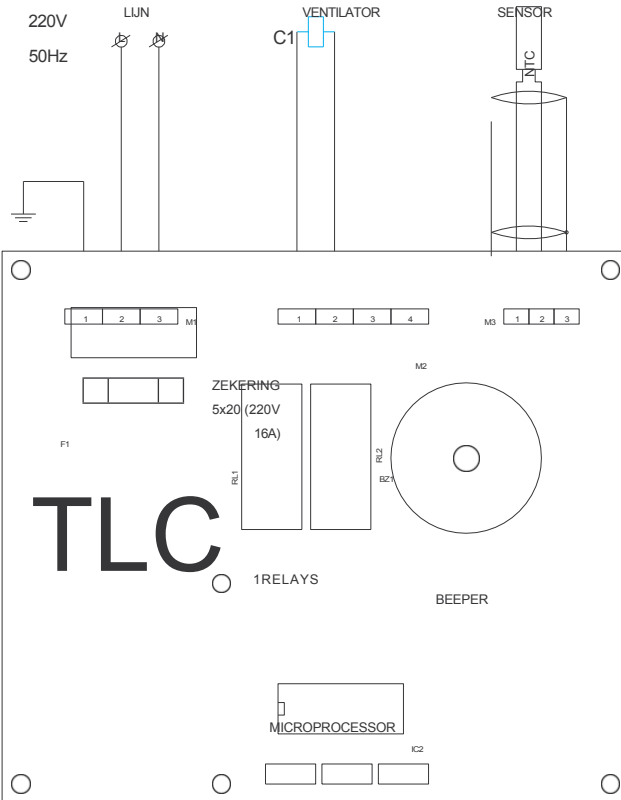 220V
50Hz
LIJN
L
N
VENTILATOR
C1
SENSOR
NTC
1 2 3
M1
1 2 3 4
M3
1 2 3
M2
ZEKERING
5x20 (220V
16A)
F1
RL1
RL2
BZ1
TLC
1RELAYS
BEEPER
MICROPROCESSOR
IC2